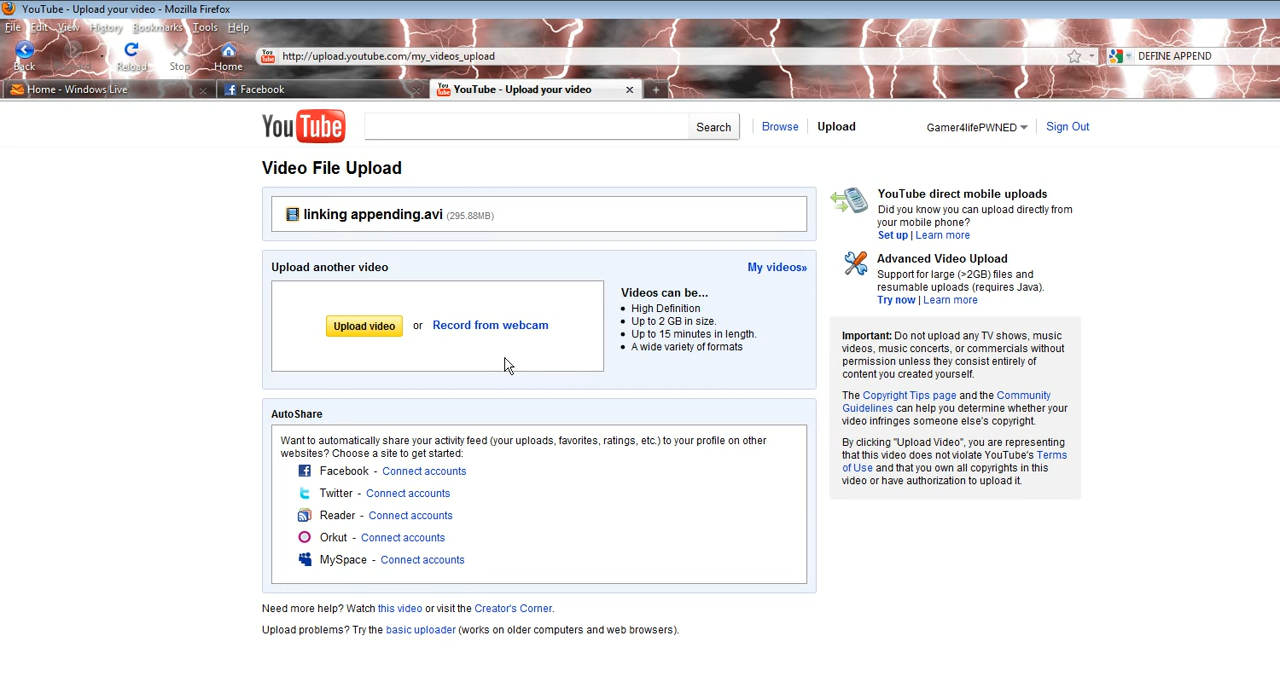 YouTube - Upload your video - Mozilla Firefox
File Edit View History Bookmarks Tools Help
Back Reload Stop Home
You Tube http://upload.youtube.com/my_videos_upload DEFINE APPEND
Home - Windows Live Facebook YouTube - Upload your video
YouTube Search Browse Upload Gamer4lifePWNED Sign Out
Video File Upload
linking appending.avi (295.88MB)
Upload another video My videos»
Upload video or Record from webcam
Videos can be...
High Definition
Up to 2 GB in size.
Up to 15 minutes in length.
A wide variety of formats
AutoShare
Want to automatically share your activity feed (your uploads, favorites, ratings, etc.) to your profile on other
websites? Choose a site to get started:
Facebook - Connect accounts
Twitter - Connect accounts
Reader - Connect accounts
Orkut - Connect accounts
MySpace - Connect accounts
Need more help? Watch this video or visit the Creator's Corner.
Upload problems? Try the basic uploader (works on older computers and web browsers).
YouTube direct mobile uploads
Did you know you can upload directly from
your mobile phone?
Set up | Learn more
Advanced Video Upload
Support for large (>2GB) files and
resumable uploads (requires Java).
Try now | Learn more
Important: Do not upload any TV shows, music
videos, music concerts, or commercials without
permission unless they consist entirely of
content you created yourself.
The Copyright Tips page and the Community
Guidelines can help you determine whether your
video infringes someone else's copyright.
By clicking "Upload Video", you are representing
that this video does not violate YouTube's Terms
of Use and that you own all copyrights in this
video or have authorization to upload it.